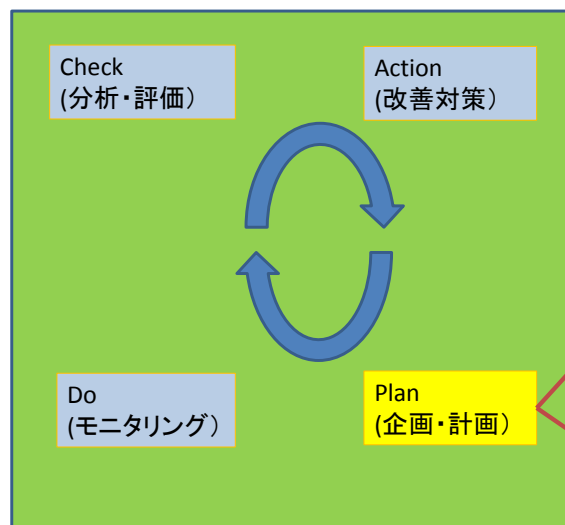 Check
(分析・評価)
Action
(改善対策)
Do
(モニタリング)
Plan
(企画・計画)